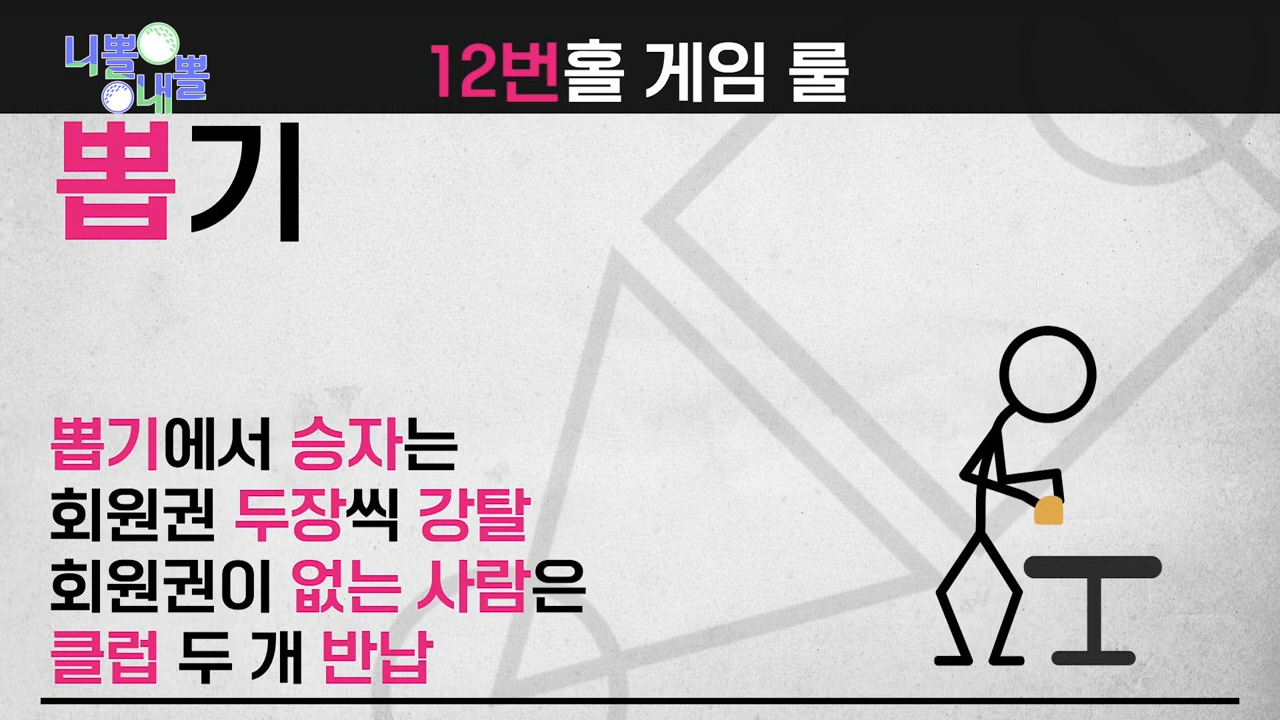 니뽈내뽈
12번홀 게임 룰
뽑기
뽑기에서 승자는
회원권 두장씩 강탈
회원권이 없는 사람은
클럽 두 개 반납